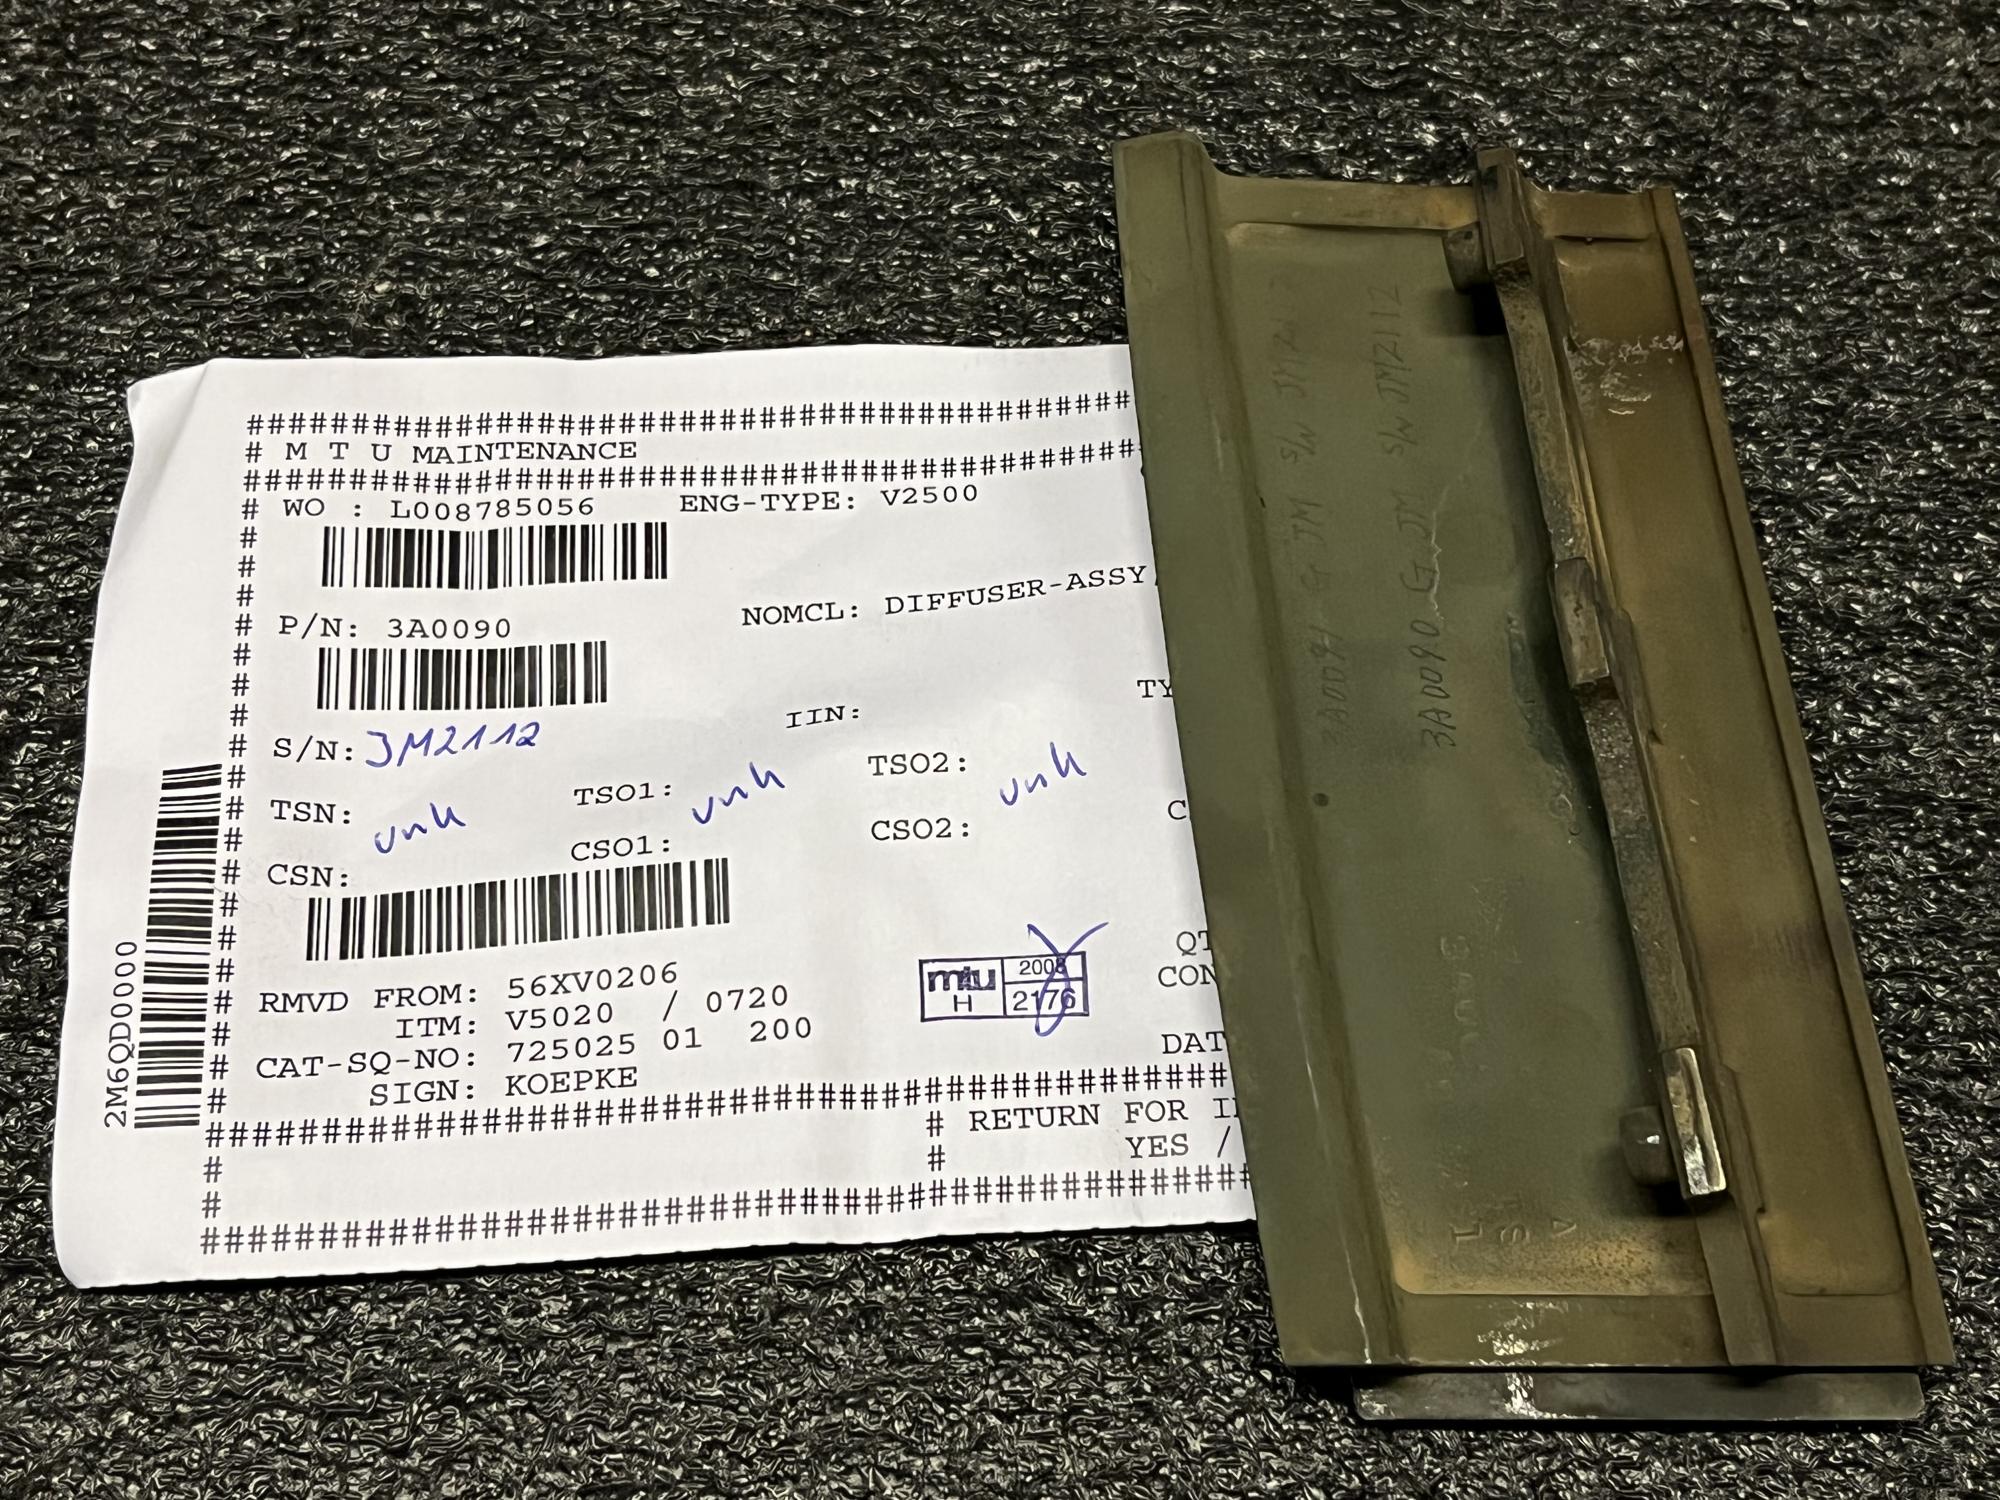 ##########################################
# M T U MAINTENANCE
##########################################
# WO : L008785056 ENG-TYPE: V2500
# P/N: 3A0090 NOMCL: DIFFUSER-ASSY
IIN:
# S/N: JM2112
# TSN: unk TSO1: unk TSO2: unk
# CSN: CSO1: CSO2:
# RMVD FROM: 56XV0206
# ITM: V5020 / 0720
# CAT-SQ-NO: 725025 01 200
# SIGN: KOEPKE
##########################################
# # RETURN FOR
# # YES /
##########################################
2M6QD0000
mtu 2008
H 2176
3A0091 G JM S/N
3A0090 G JM S/N JM2112